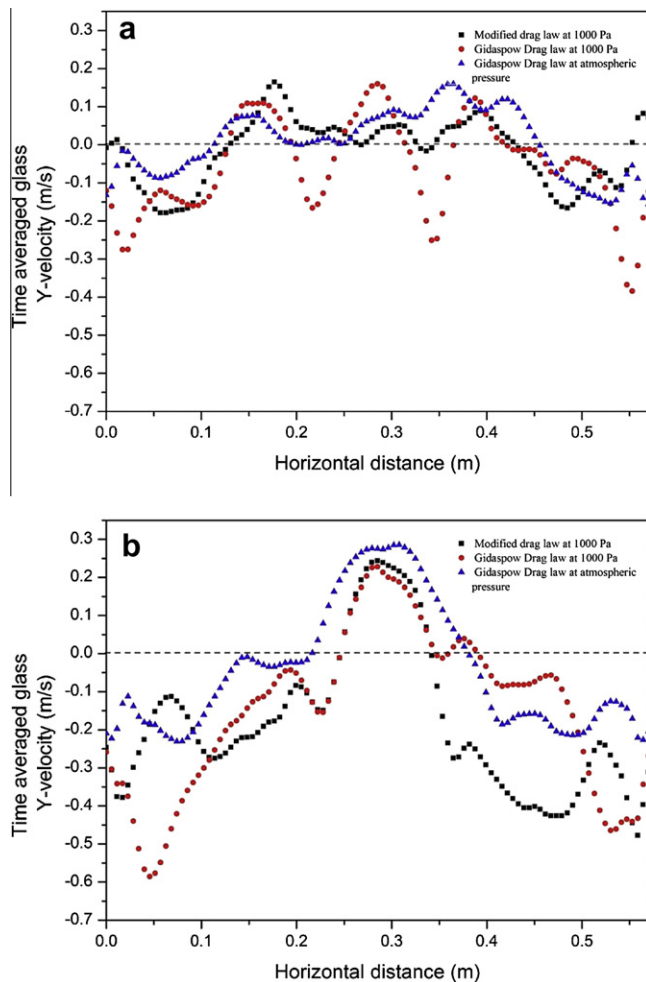 a
Modified drag law at 1000 Pa
Gidaspow Drag law at 1000 Pa
Gidaspow Drag law at atmospheric
pressure
0.3
0.2
0.1
0.0
-0.1
-0.2
-0.3
-0.4
-0.5
-0.6
-0.7
Time averaged glass
Y-velocity (m/s)
0.0 0.1 0.2 0.3 0.4 0.5
Horizontal distance (m)
b
Modified drag law at 1000 Pa
Gidaspow Drag law at 1000 Pa
Gidaspow Drag law at atmospheric
pressure
0.3
0.2
0.1
0.0
-0.1
-0.2
-0.3
-0.4
-0.5
-0.6
-0.7
Time averaged glass
Y-velocity (m/s)
0.0 0.1 0.2 0.3 0.4 0.5
Horizontal distance (m)